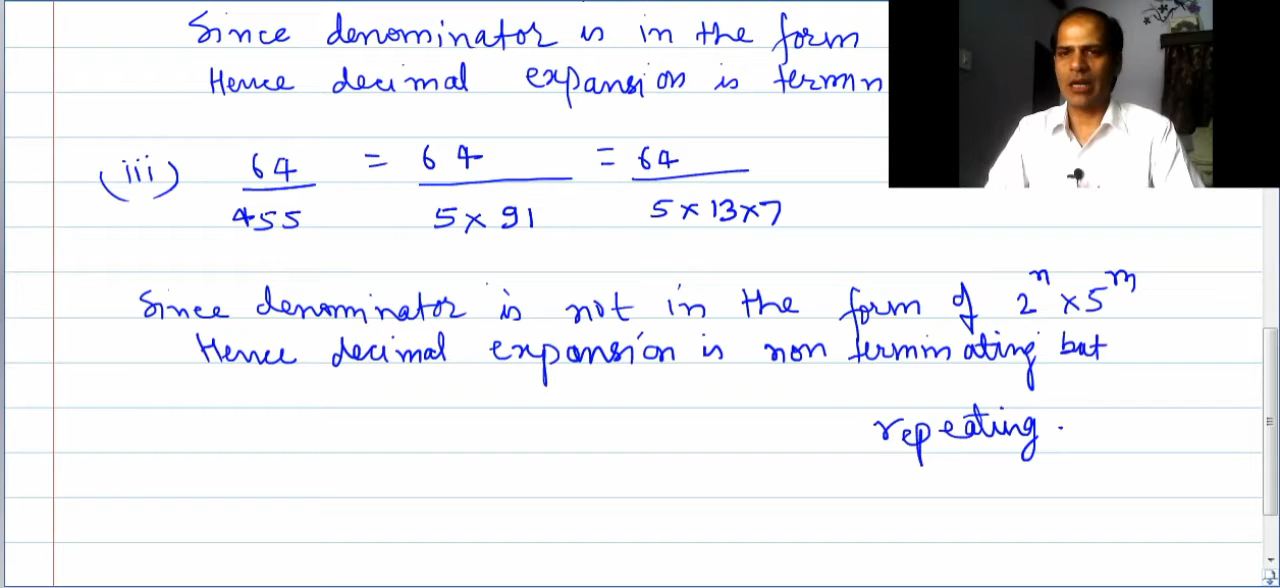 Since denominator is in the form
Hence decimal expansion is termin
(iii) 64/455 = 64/5×91 = 64/5×13×7
Since denominator is not in the form of 2^n×5^m
Hence decimal expansion is non terminating but
repeating.